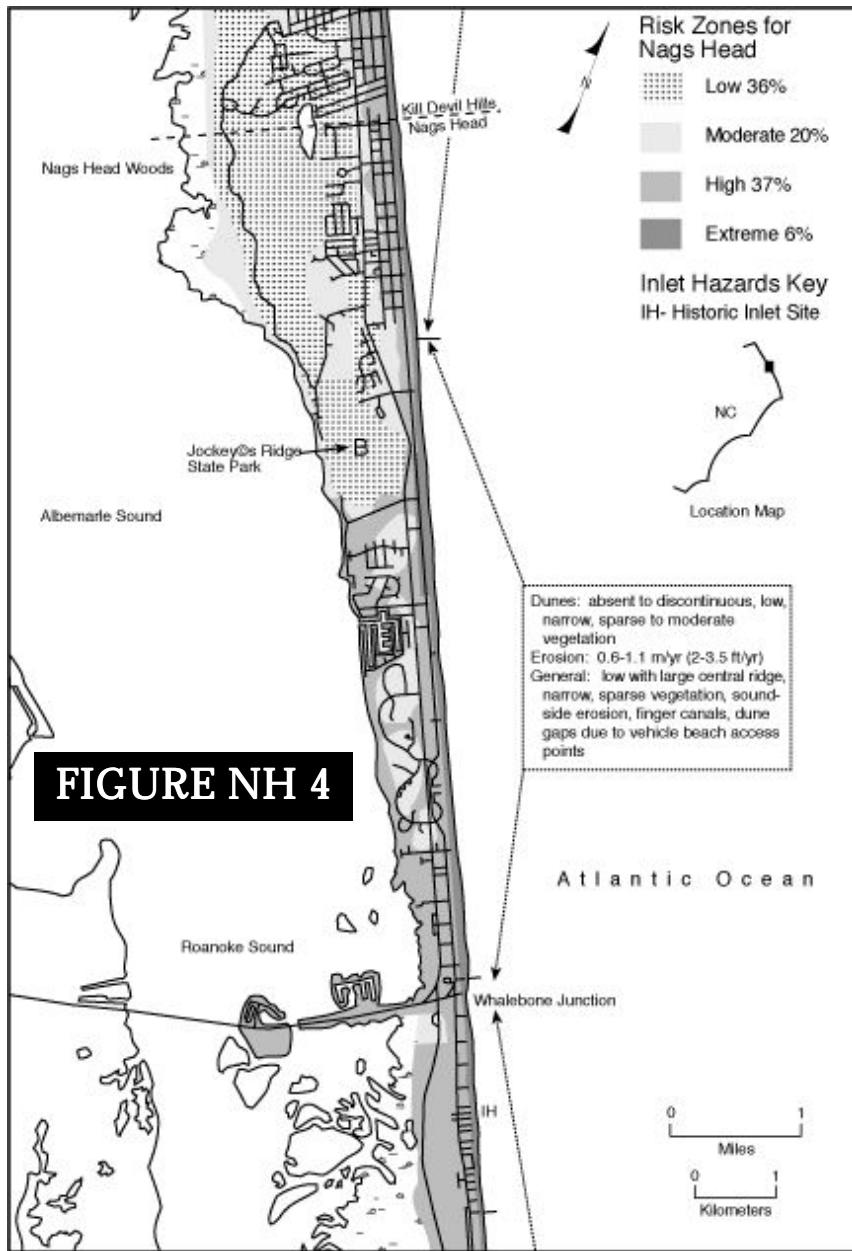 Risk Zones for
Nags Head
Low 36%
Moderate 20%
High 37%
Extreme 6%
Inlet Hazards Key
IH- Historic Inlet Site
N
Kill Devil Hills
Nags Head
Nags Head Woods
NC
Location Map
Jockey©s Ridge
State Park
B
Albemarle Sound
Dunes: absent to discontinuous, low,
narrow, sparse to moderate
vegetation
Erosion: 0.6-1.1 m/yr (2-3.5 ft/yr)
General: low with large central ridge,
narrow, sparse vegetation, sound-
side erosion, finger canals, dune
gaps due to vehicle beach access
points
FIGURE NH 4
Atlantic Ocean
Roanoke Sound
Whalebone Junction
IH
0 1
Miles
0 1
Kilometers